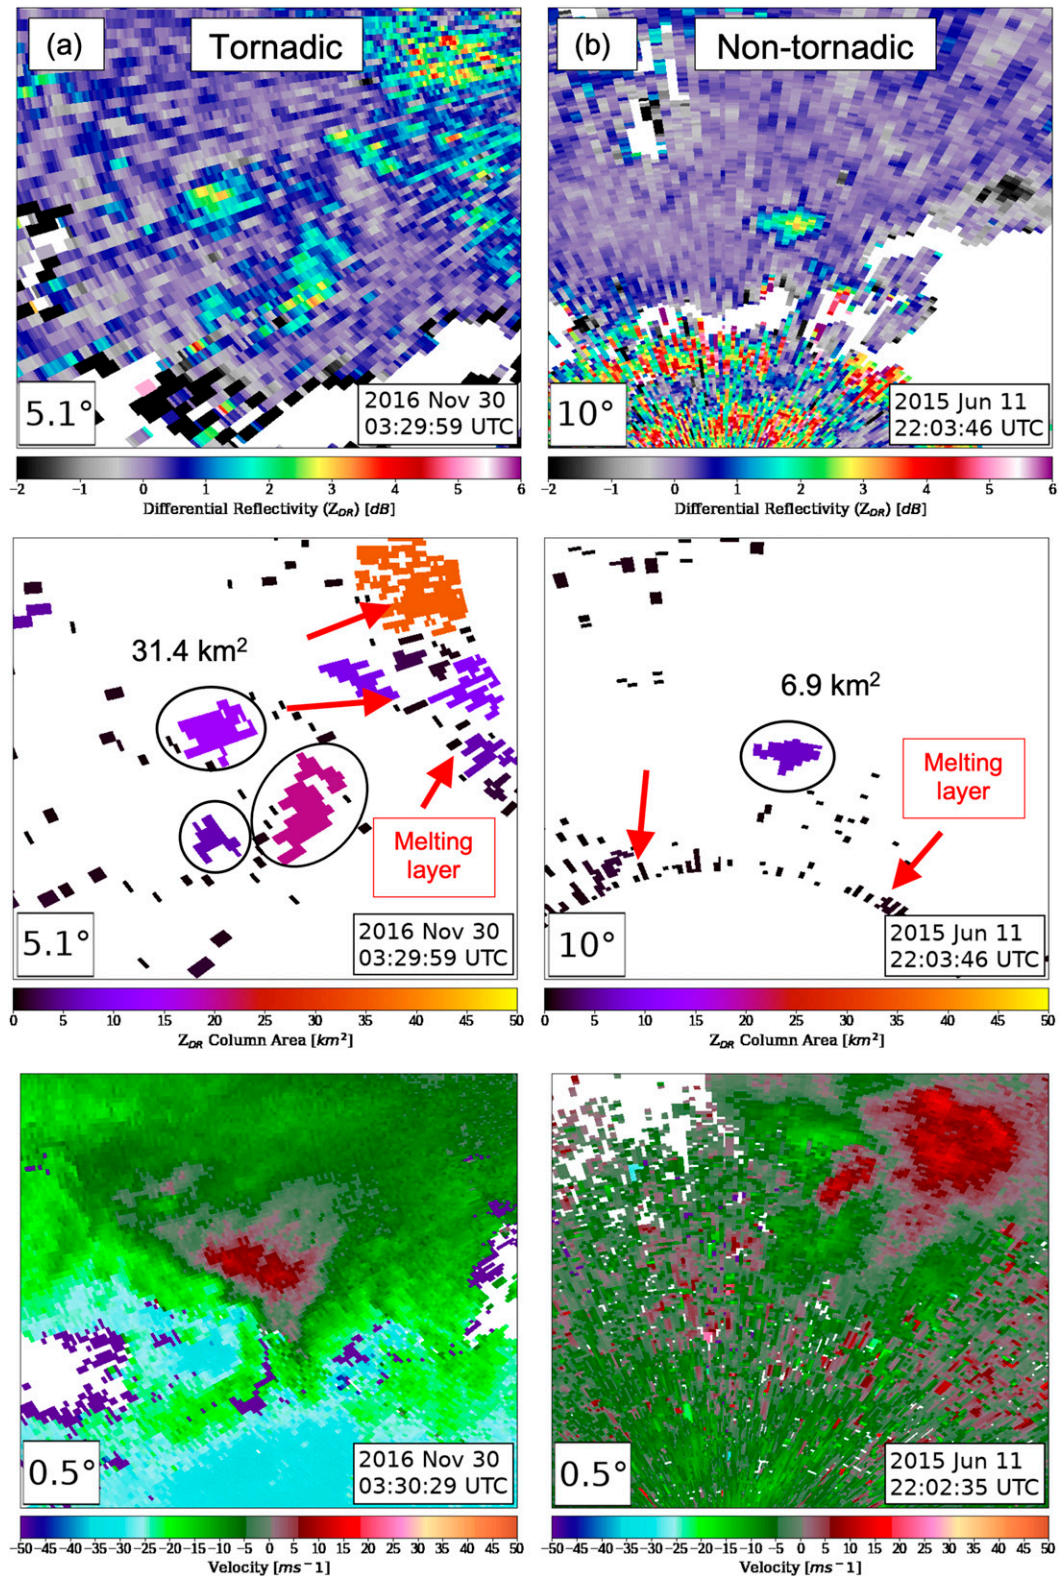 (a)
Tornadic
(b)
Non-tornadic
5.1°
2016 Nov 30
03:29:59 UTC
10°
2015 Jun 11
22:03:46 UTC
−2 −1 0 1 2 3 4 5 6
Differential Reflectivity (Z_DR) [dB]
−2 −1 0 1 2 3 4 5 6
Differential Reflectivity (Z_DR) [dB]
31.4 km²
Melting
layer
5.1°
2016 Nov 30
03:29:59 UTC
6.9 km²
Melting
layer
10°
2015 Jun 11
22:03:46 UTC
0 5 10 15 20 25 30 35 40 45 50
Z_DR Column Area [km²]
0 5 10 15 20 25 30 35 40 45 50
Z_DR Column Area [km²]
0.5°
2016 Nov 30
03:30:29 UTC
0.5°
2015 Jun 11
22:02:35 UTC
−50−45−40−35−30−25−20−15−10 −5 0 5 10 15 20 25 30 35 40 45 50
Velocity [ms−1]
−50−45−40−35−30−25−20−15−10 −5 0 5 10 15 20 25 30 35 40 45 50
Velocity [ms−1]